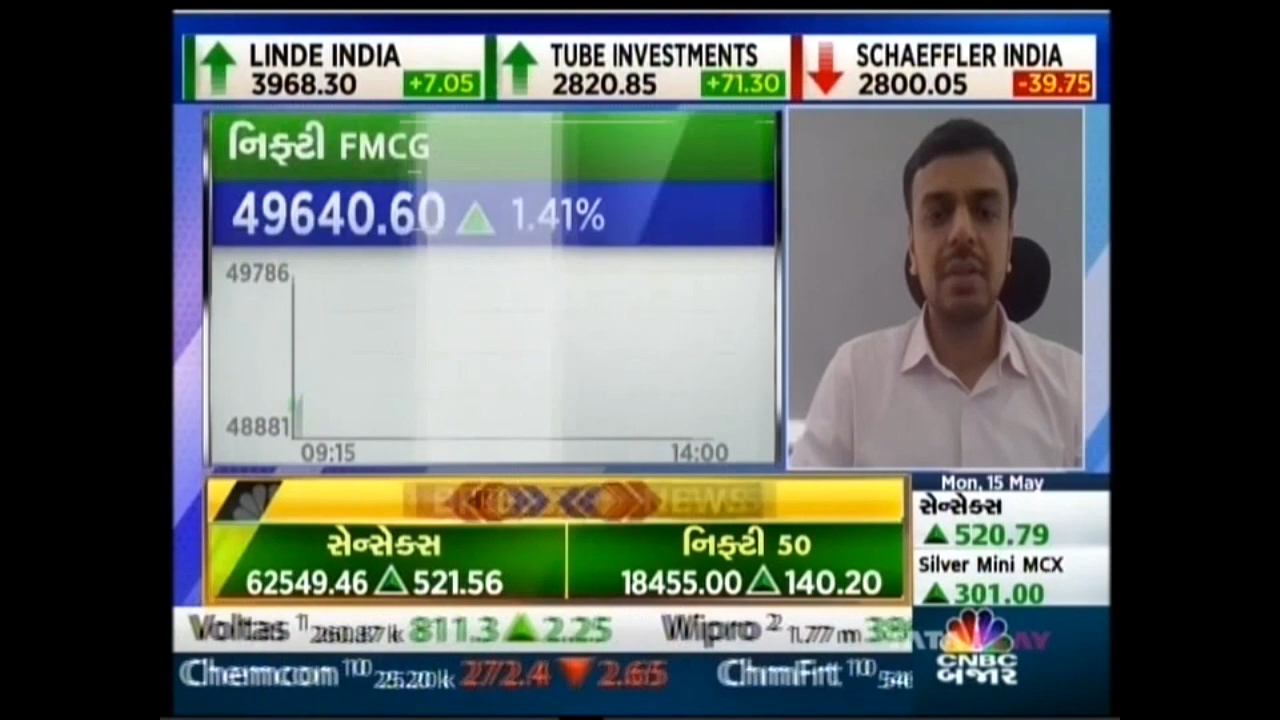 LINDE INDIA
3968.30 +7.05
TUBE INVESTMENTS
2820.85 +71.30
SCHAEFFLER INDIA
2800.05 -39.75
નિફ્ટી FMCG
49640.60 ▲ 1.41%
49786
48881
09:15 14:00
NEWS
સેન્સેક્સ
62549.46 ▲ 521.56
નિફ્ટી 50
18455.00 ▲ 140.20
Mon, 15 May
સેન્સેક્સ
▲ 520.79
Silver Mini MCX
▲ 301.00
Voltas 811.3 ▲ 2.25 Wipro
Chemcon 272.4 ▼ 2.65 ChmFrt
CNBC
બજાર